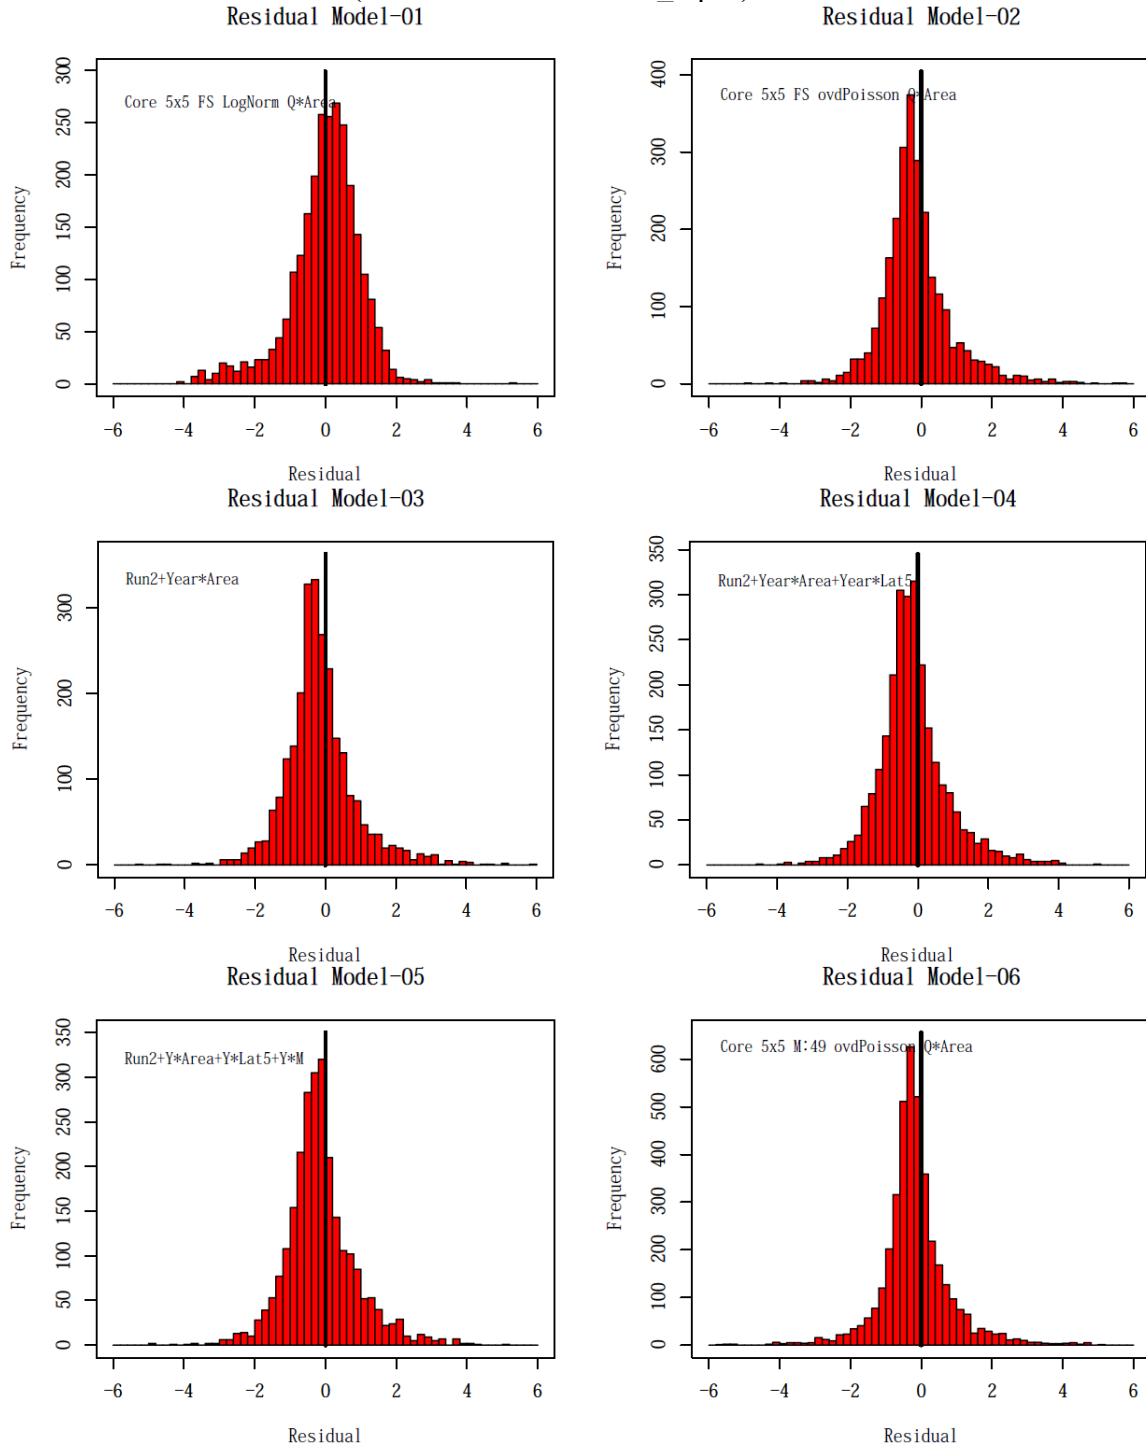 Residual Model-01
300
250
200
150
100
50
0
Frequency
Core 5x5 FS LogNorm Q*Area
-6 -4 -2 0 2 4 6
Residual
Residual Model-02
400
300
200
100
0
Frequency
Core 5x5 FS ovdPoisson Q*Area
-6 -4 -2 0 2 4 6
Residual
Residual Model-03
300
200
100
0
Frequency
Run2+Year*Area
-6 -4 -2 0 2 4 6
Residual
Residual Model-04
350
300
250
200
150
100
50
0
Frequency
Run2+Year*Area+Year*Lat5
-6 -4 -2 0 2 4 6
Residual
Residual Model-05
350
300
250
200
150
100
50
0
Frequency
Run2+Y*Area+Y*Lat5+Y*M
-6 -4 -2 0 2 4 6
Residual
Residual Model-06
600
500
400
300
200
100
0
Frequency
Core 5x5 M:49 ovdPoisson Q*Area
-6 -4 -2 0 2 4 6
Residual